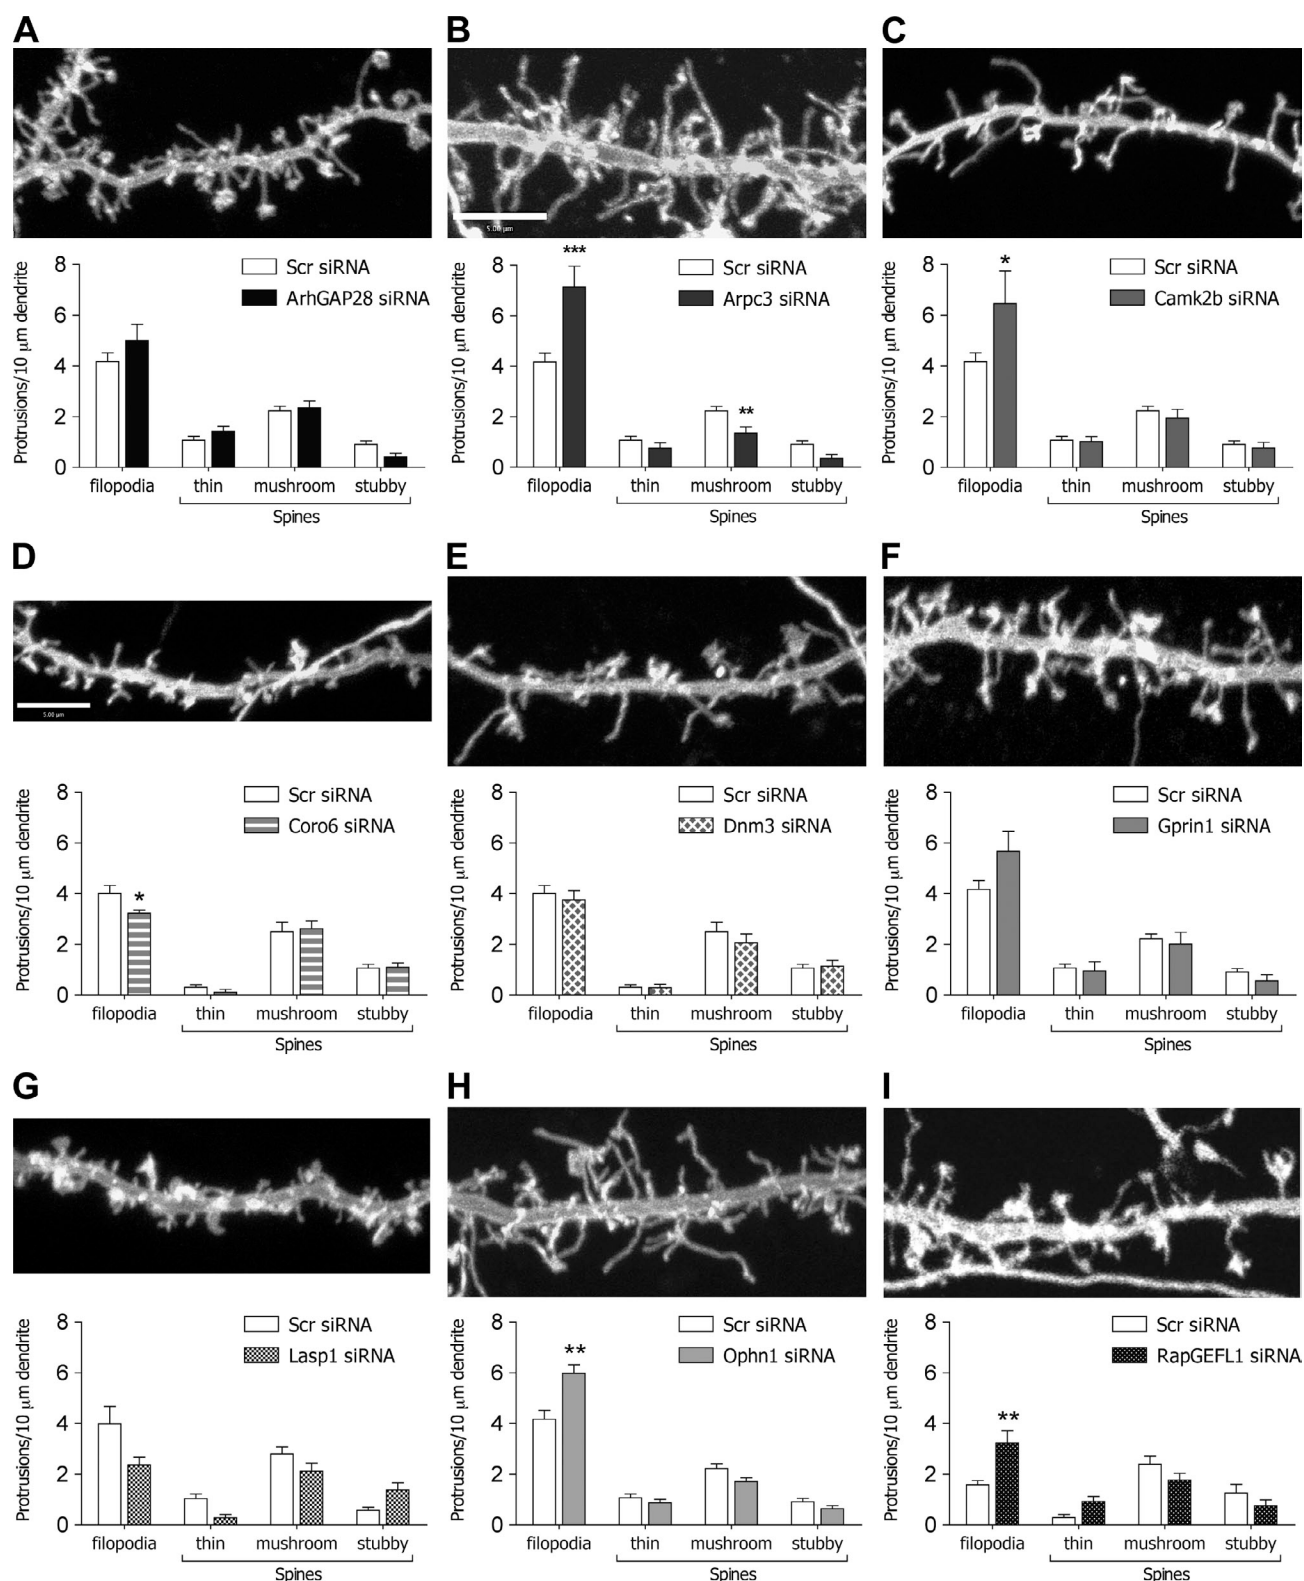 A
B
C
5.00 µm
Protrusions/10 µm dendrite
8
6
4
2
0
Scr siRNA
ArhGAP28 siRNA
filopodia thin mushroom stubby
Spines
Protrusions/10 µm dendrite
8
6
4
2
0
***
**
Scr siRNA
Arpc3 siRNA
filopodia thin mushroom stubby
Spines
Protrusions/10 µm dendrite
8
6
4
2
0
*
Scr siRNA
Camk2b siRNA
filopodia thin mushroom stubby
Spines
D
E
F
5.00 µm
Protrusions/10 µm dendrite
8
6
4
2
0
*
Scr siRNA
Coro6 siRNA
filopodia thin mushroom stubby
Spines
Protrusions/10 µm dendrite
8
6
4
2
0
Scr siRNA
Dnm3 siRNA
filopodia thin mushroom stubby
Spines
Protrusions/10 µm dendrite
8
6
4
2
0
Scr siRNA
Gprin1 siRNA
filopodia thin mushroom stubby
Spines
G
H
I
Protrusions/10 µm dendrite
8
6
4
2
0
Scr siRNA
Lasp1 siRNA
filopodia thin mushroom stubby
Spines
Protrusions/10 µm dendrite
8
6
4
2
0
**
Scr siRNA
Ophn1 siRNA
filopodia thin mushroom stubby
Spines
Protrusions/10 µm dendrite
8
6
4
2
0
**
Scr siRNA
RapGEFL1 siRNA
filopodia thin mushroom stubby
Spines